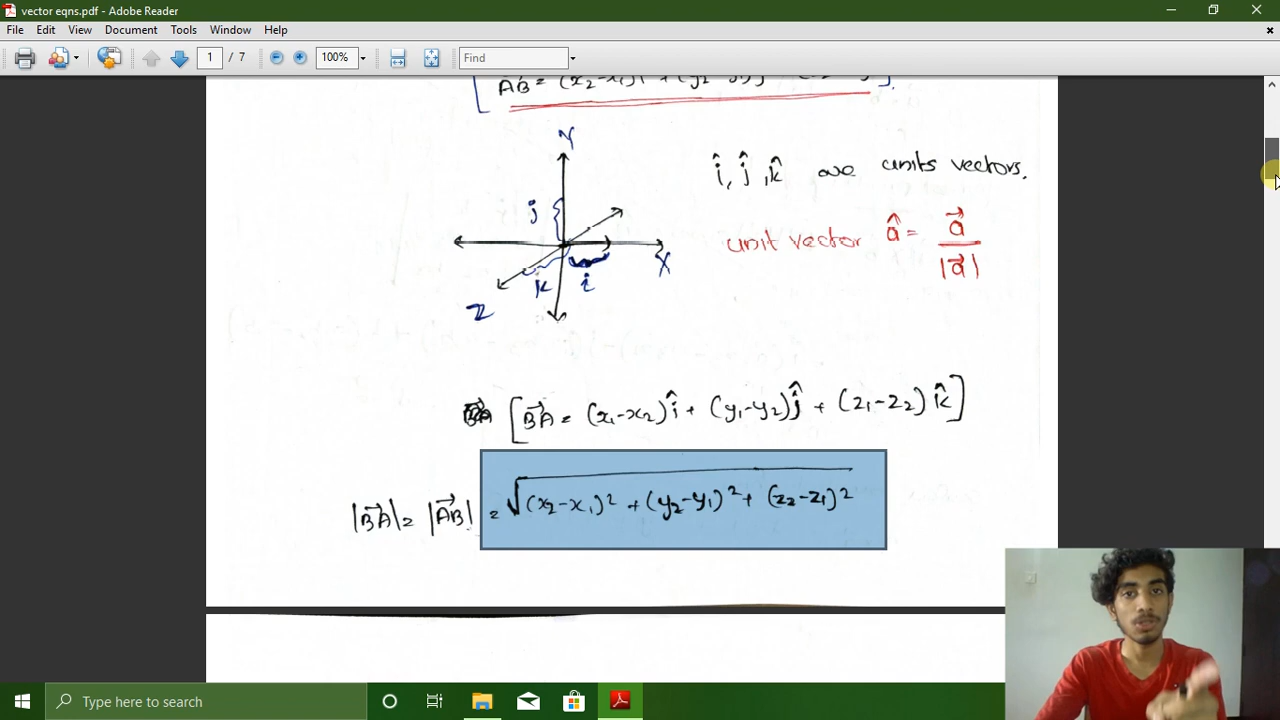 vector eqns.pdf - Adobe Reader
File Edit View Document Tools Window Help
1 / 7 100% Find
Y
j
X
k i
Z
î, ĵ, k̂ are units vectors.
unit vector â = a⃗ / |a⃗|
[BA⃗ = (x₁-x₂)î + (y₁-y₂)ĵ + (z₁-z₂)k̂]
|BA⃗| = |AB⃗| = √(x₂-x₁)² + (y₂-y₁)² + (z₂-z₁)²
Type here to search